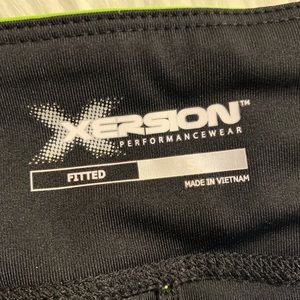 XERSION™
PERFORMANCEWEAR
FITTED S
MADE IN VIETNAM